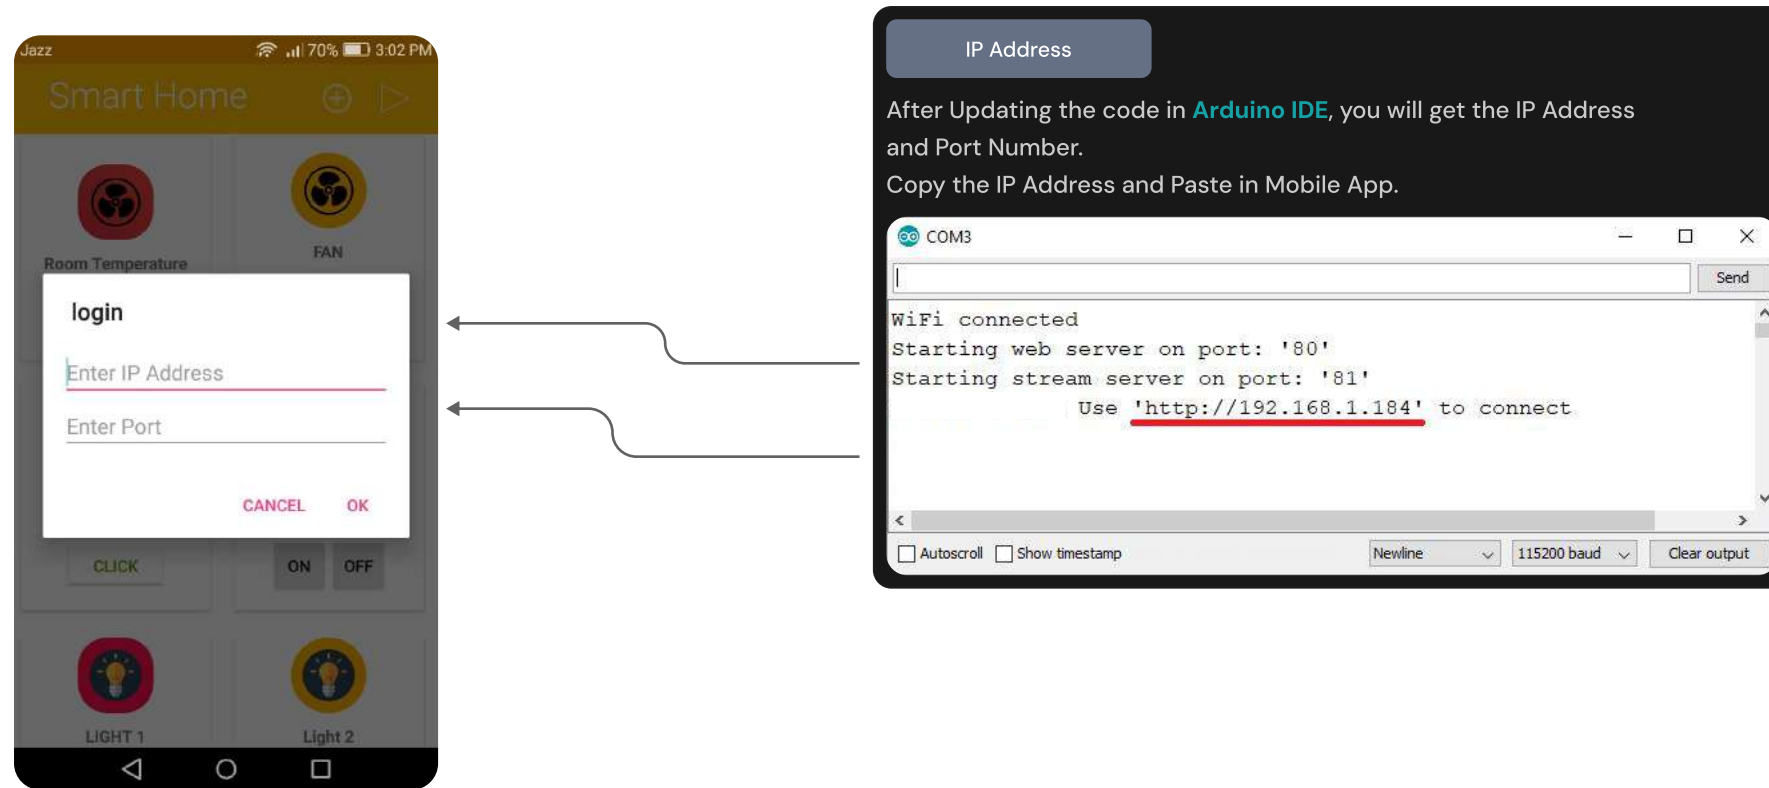 Jazz
70%
3:02 PM
Smart Home
Room Temperature
FAN
login
Enter IP Address
Enter Port
CANCEL
OK
CLICK
ON
OFF
LIGHT 1
Light 2
IP Address
After Updating the code in Arduino IDE, you will get the IP Address
and Port Number.
Copy the IP Address and Paste in Mobile App.
COM3
Send
WiFi connected
Starting web server on port: '80'
Starting stream server on port: '81'
Use 'http://192.168.1.184' to connect
Autoscroll
Show timestamp
Newline
115200 baud
Clear output